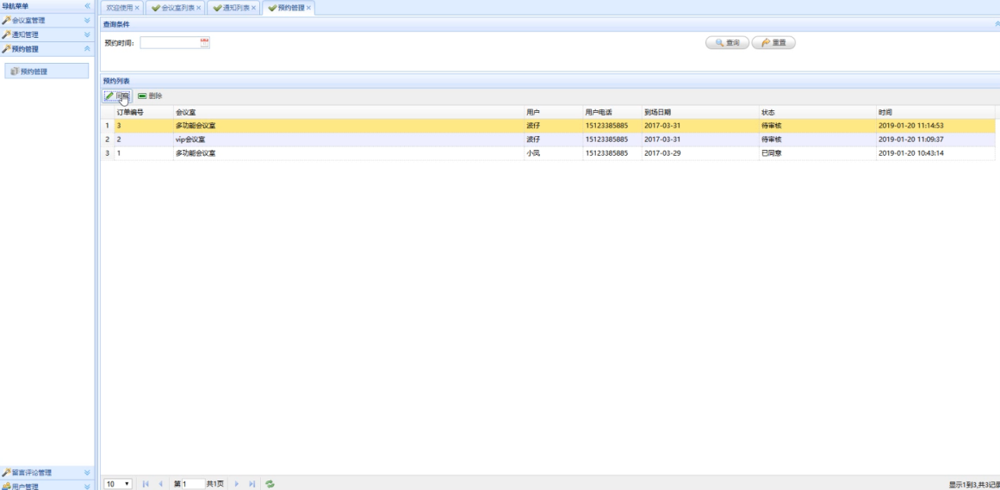 导航菜单
会议室管理
通知管理
预约管理
预约管理
留言评论管理
用户管理
欢迎使用 会议室列表 通知列表 预约管理
查询条件
预约时间: 查询 重置
预约列表
同意 删除
订单编号 会议室 用户 用户电话 到场日期 状态 时间
1 3 多功能会议室 波仔 15123385885 2017-03-31 待审核 2019-01-20 11:14:53
2 2 vip会议室 波仔 15123385885 2017-03-31 待审核 2019-01-20 11:09:37
3 1 多功能会议室 小凤 15123385885 2017-03-29 已同意 2019-01-20 10:43:14
10 第 1 共1页 显示1到3,共3记录